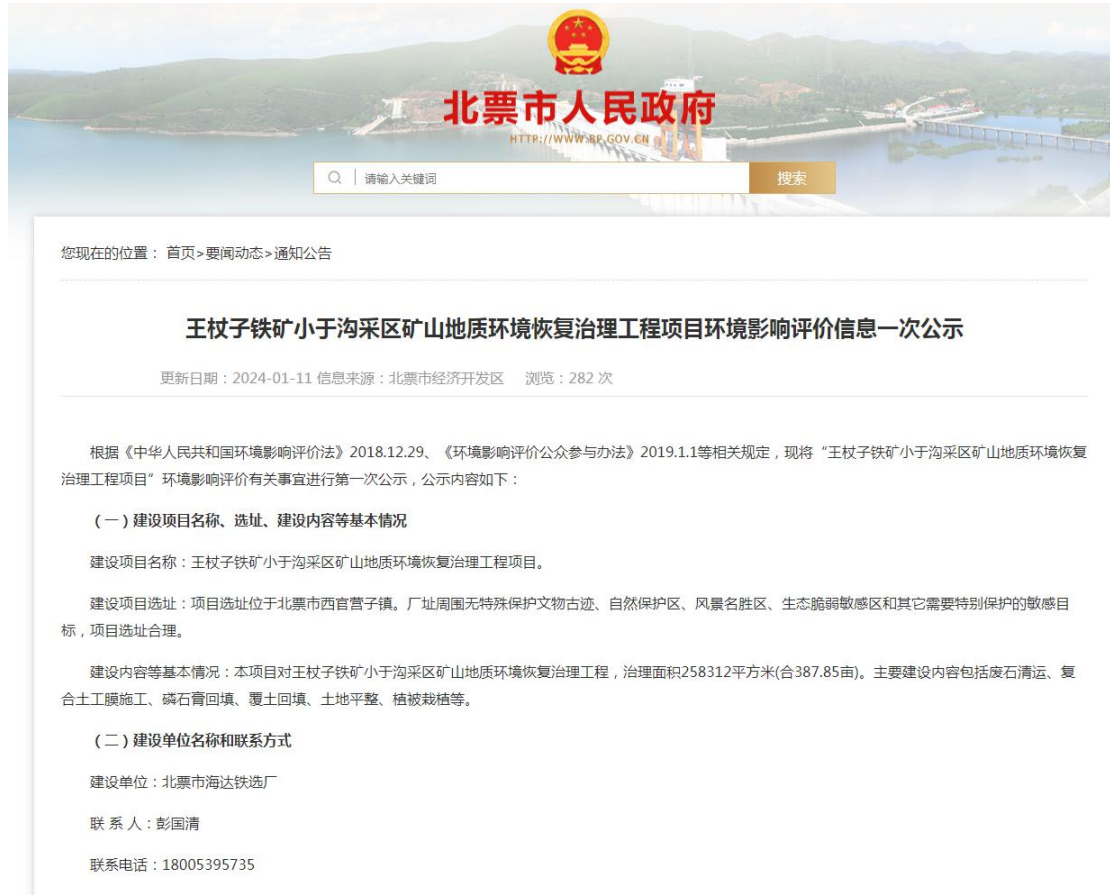 北票市人民政府
HTTP://WWW.BP.GOV.CN
请输入关键词
搜索
您现在的位置： 首页>要闻动态>通知公告
王杖子铁矿小于沟采区矿山地质环境恢复治理工程项目环境影响评价信息一次公示
更新日期：2024-01-11 信息来源：北票市经济开发区 浏览：282 次
根据《中华人民共和国环境影响评价法》2018.12.29、《环境影响评价公众参与办法》2019.1.1等相关规定，现将“王杖子铁矿小于沟采区矿山地质环境恢复
治理工程项目”环境影响评价有关事宜进行第一次公示，公示内容如下：
（一）建设项目名称、选址、建设内容等基本情况
建设项目名称：王杖子铁矿小于沟采区矿山地质环境恢复治理工程项目。
建设项目选址：项目选址位于北票市西官营子镇。厂址周围无特殊保护文物古迹、自然保护区、风景名胜区、生态脆弱敏感区和其它需要特别保护的敏感目
标，项目选址合理。
建设内容等基本情况：本项目对王杖子铁矿小于沟采区矿山地质环境恢复治理工程，治理面积258312平方米(合387.85亩)。主要建设内容包括废石清运、复
合土工膜施工、磷石膏回填、覆土回填、土地平整、植被栽植等。
（二）建设单位名称和联系方式
建设单位：北票市海达铁选厂
联 系 人：彭国清
联系电话：18005395735